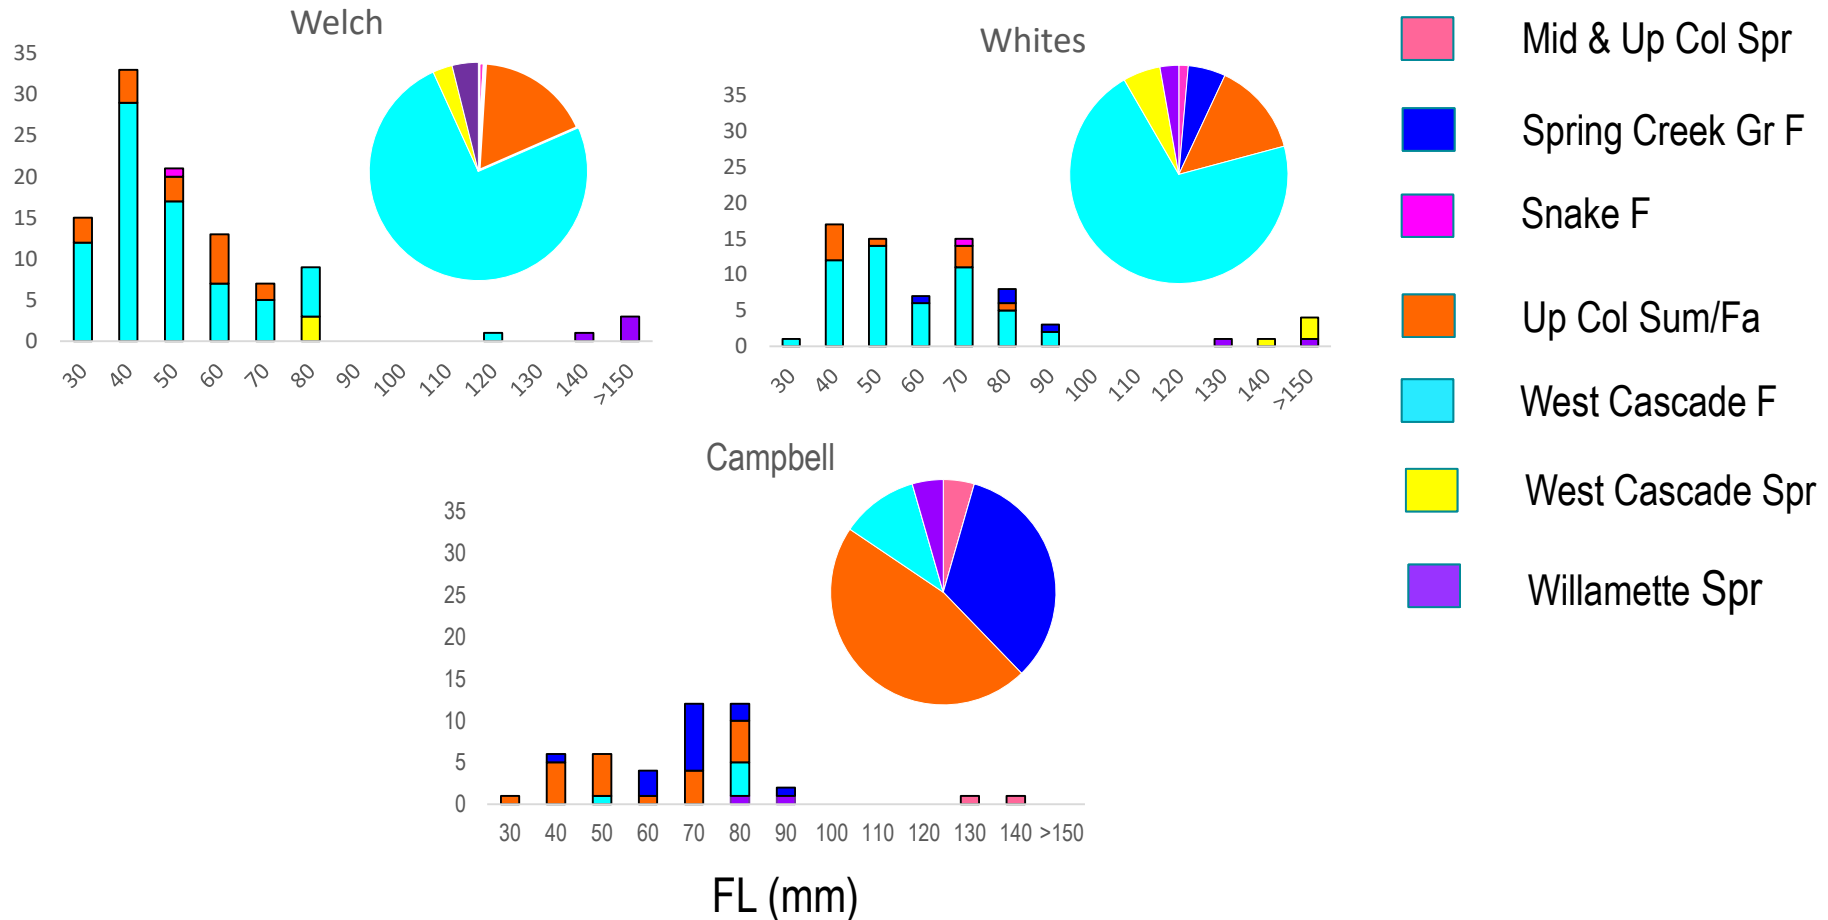 Welch
35
30
25
20
15
10
5
0
30 40 50 60 70 80 90 100 110 120 130 140 >150
Whites
35
30
25
20
15
10
5
0
30 40 50 60 70 80 90 100 110 120 130 140 >150
Campbell
35
30
25
20
15
10
5
0
30 40 50 60 70 80 90 100 110 120 130 140 >150
FL (mm)
Mid & Up Col Spr
Spring Creek Gr F
Snake F
Up Col Sum/Fa
West Cascade F
West Cascade Spr
Willamette Spr